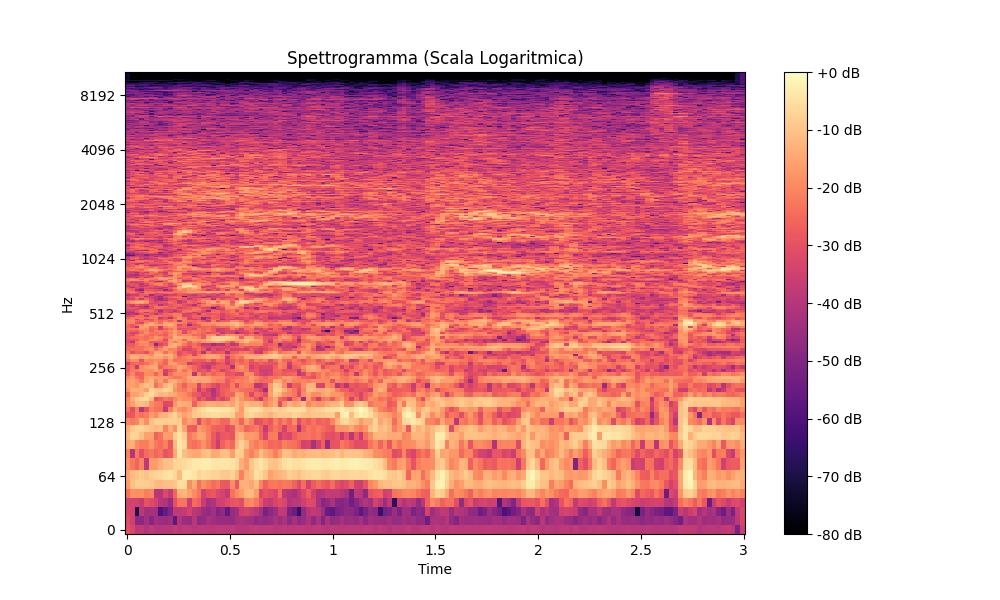 Spettrogramma (Scala Logaritmica)
Hz
8192
4096
2048
1024
512
256
128
64
0
0 0.5 1 1.5 2 2.5 3
Time
+0 dB
-10 dB
-20 dB
-30 dB
-40 dB
-50 dB
-60 dB
-70 dB
-80 dB